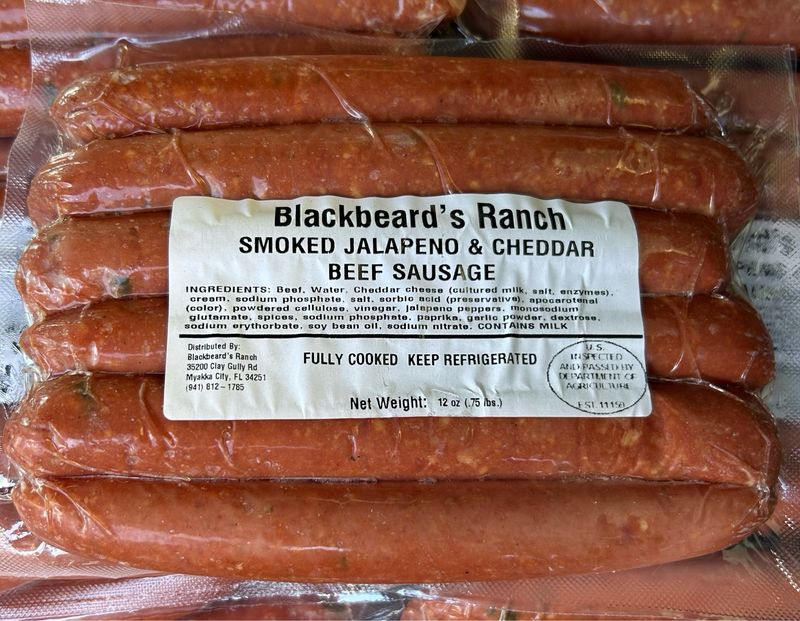 Blackbeard's Ranch
SMOKED JALAPENO & CHEDDAR
BEEF SAUSAGE
INGREDIENTS: Beef, Water, Cheddar cheese (cultured milk, salt, enzymes),
cream, sodium phosphate, salt, sorbic acid (preservative), apocarotenal
(color), powdered cellulose, vinegar, jalapeno peppers, monosodium
glutamate, spices, sodium phosphate, paprika, garlic powder, dextrose,
sodium erythorbate, soy bean oil, sodium nitrate. CONTAINS MILK
Distributed By:
Blackbeard's Ranch
35200 Clay Gully Rd
Myakka City, FL 34251
(941) 812-1785
FULLY COOKED KEEP REFRIGERATED
Net Weight: 12 oz (.75 lbs.)
U.S.
INSPECTED
AND PASSED BY
DEPARTMENT OF
AGRICULTURE
EST.